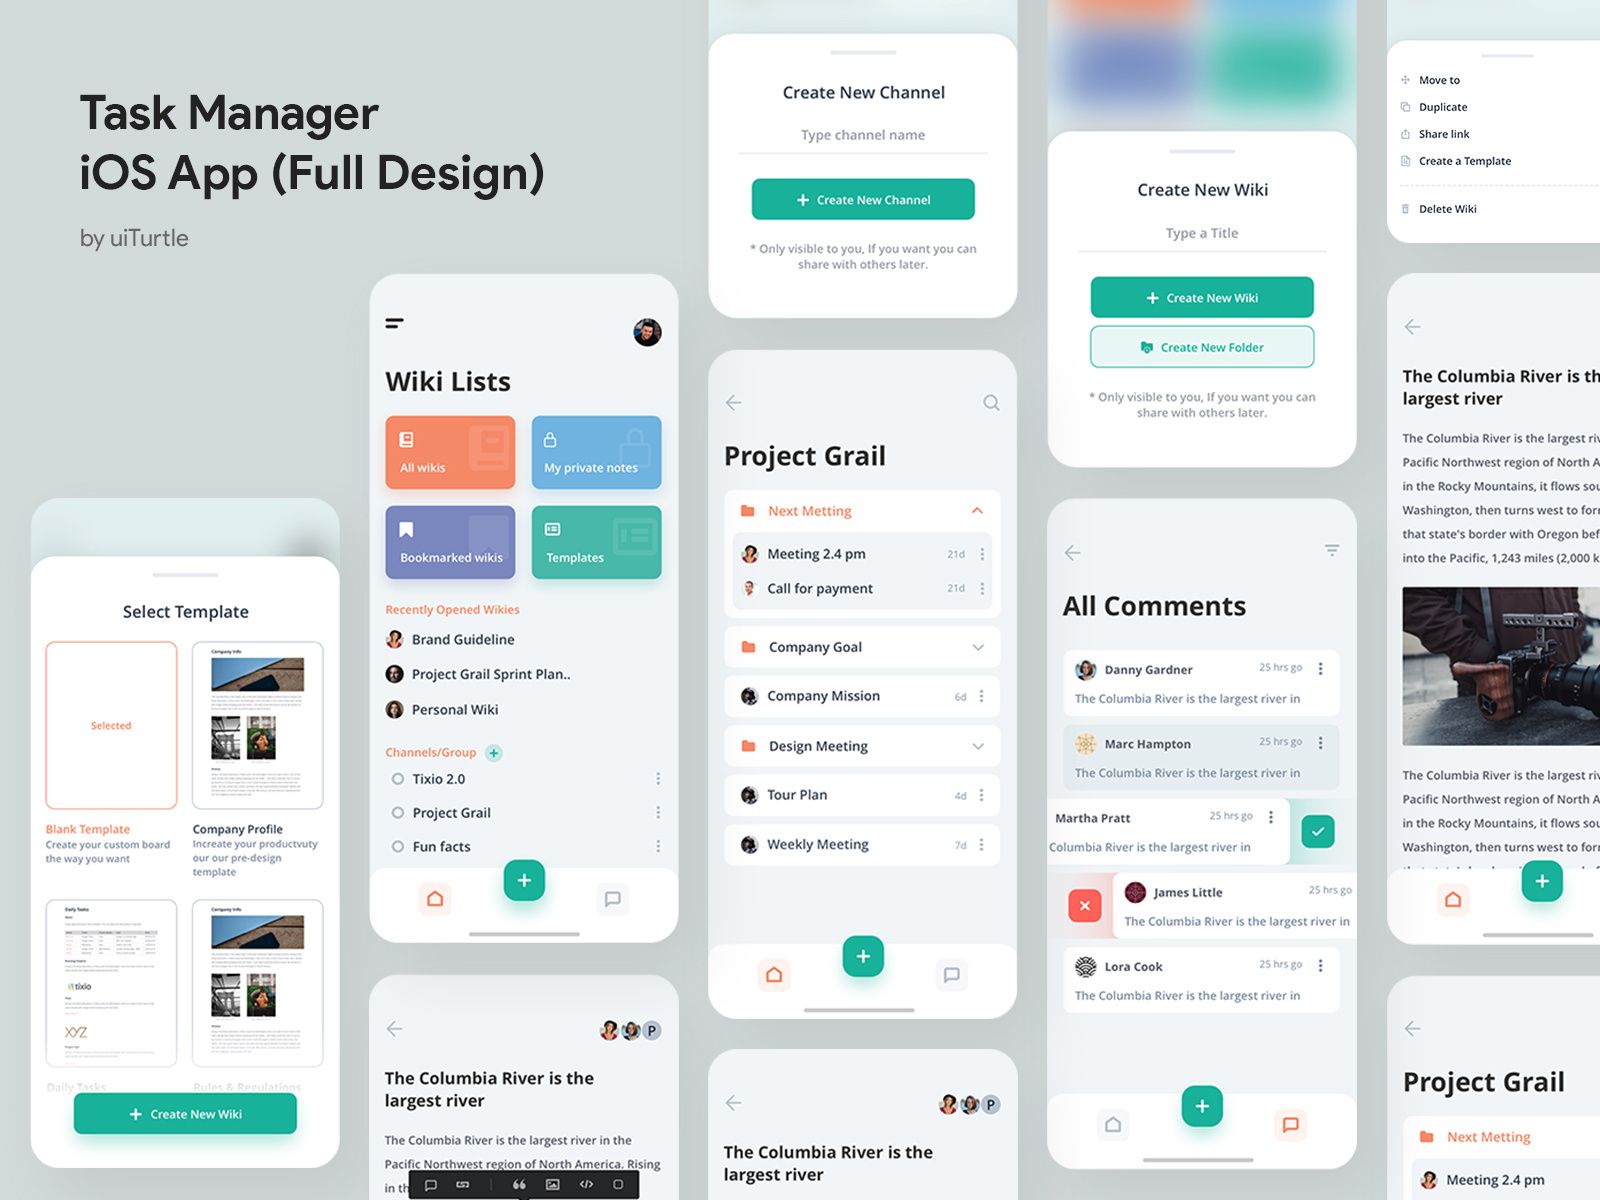 Task Manager
iOS App (Full Design)
by uiTurtle
Select Template
Selected
Company Info
Blank Template
Create your custom board
the way you want
Company Profile
Increate your productvuty
our our pre-design
template
Daily Tasks
tixio
XYZ
Company Info
Daily Tasks
Rules & Regulations
Create New Wiki
Wiki Lists
All wikis
My private notes
Bookmarked wikis
Templates
Recently Opened Wikies
Brand Guideline
Project Grail Sprint Plan..
Personal Wiki
Channels/Group
Tixio 2.0
Project Grail
Fun facts
P
The Columbia River is the
largest river
The Columbia River is the largest river in the
Pacific Northwest region of North America. Rising
in th
Create New Channel
Type channel name
Create New Channel
* Only visible to you, If you want you can
share with others later.
Project Grail
Next Metting
Meeting 2.4 pm 21d
Call for payment 21d
Company Goal
Company Mission 6d
Design Meeting
Tour Plan 4d
Weekly Meeting 7d
P
The Columbia River is the
largest river
Create New Wiki
Type a Title
Create New Wiki
Create New Folder
* Only visible to you, If you want you can
share with others later.
All Comments
Danny Gardner 25 hrs go
The Columbia River is the largest river in
Marc Hampton 25 hrs go
The Columbia River is the largest river in
Martha Pratt 25 hrs go
Columbia River is the largest river in
James Little 25 hrs go
The Columbia River is the largest river in
Lora Cook 25 hrs go
The Columbia River is the largest river in
Move to
Duplicate
Share link
Create a Template
Delete Wiki
The Columbia River is th
largest river
The Columbia River is the largest riv
Pacific Northwest region of North A
in the Rocky Mountains, it flows sou
Washington, then turns west to for
that state's border with Oregon bef
into the Pacific, 1,243 miles (2,000 k
The Columbia River is the largest riv
Pacific Northwest region of North A
in the Rocky Mountains, it flows sou
Washington, then turns west to for
Project Grail
Next Metting
Meeting 2.4 pm